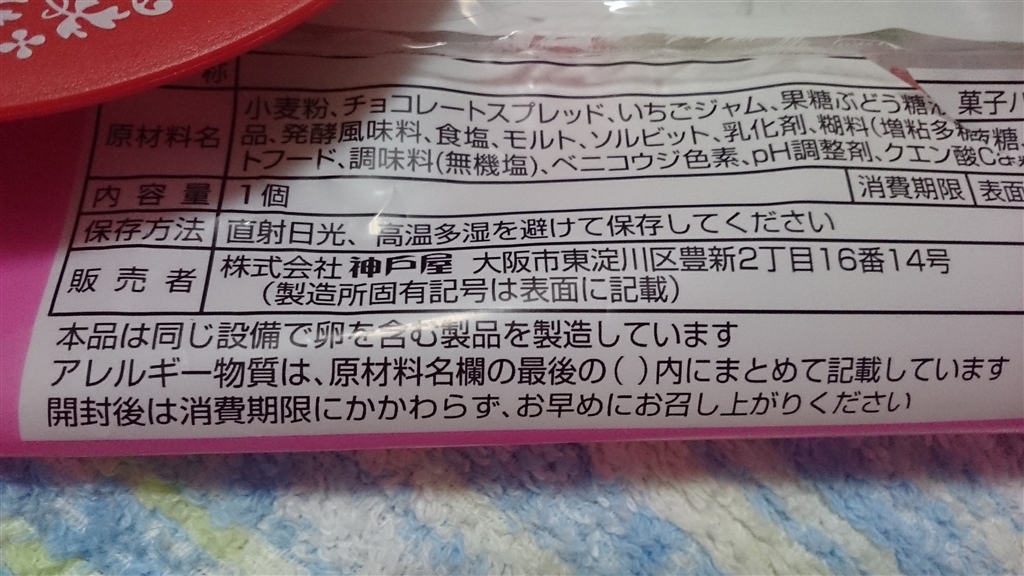 称
菓子パ
原材料名
小麦粉、チョコレートスプレッド、いちごジャム、果糖ぶどう糖液
品、発酵風味料、食塩、モルト、ソルビット、乳化剤、糊料(増粘多糖
トフード、調味料(無機塩)、ベニコウジ色素、pH調整剤、クエン酸Ca
内容量 1個 消費期限 表面
保存方法 直射日光、高温多湿を避けて保存してください
販売者 株式会社神戸屋 大阪市東淀川区豊新2丁目16番14号
(製造所固有記号は表面に記載)
本品は同じ設備で卵を含む製品を製造しています
アレルギー物質は、原材料名欄の最後の( )内にまとめて記載しています
開封後は消費期限にかかわらず、お早めにお召し上がりください